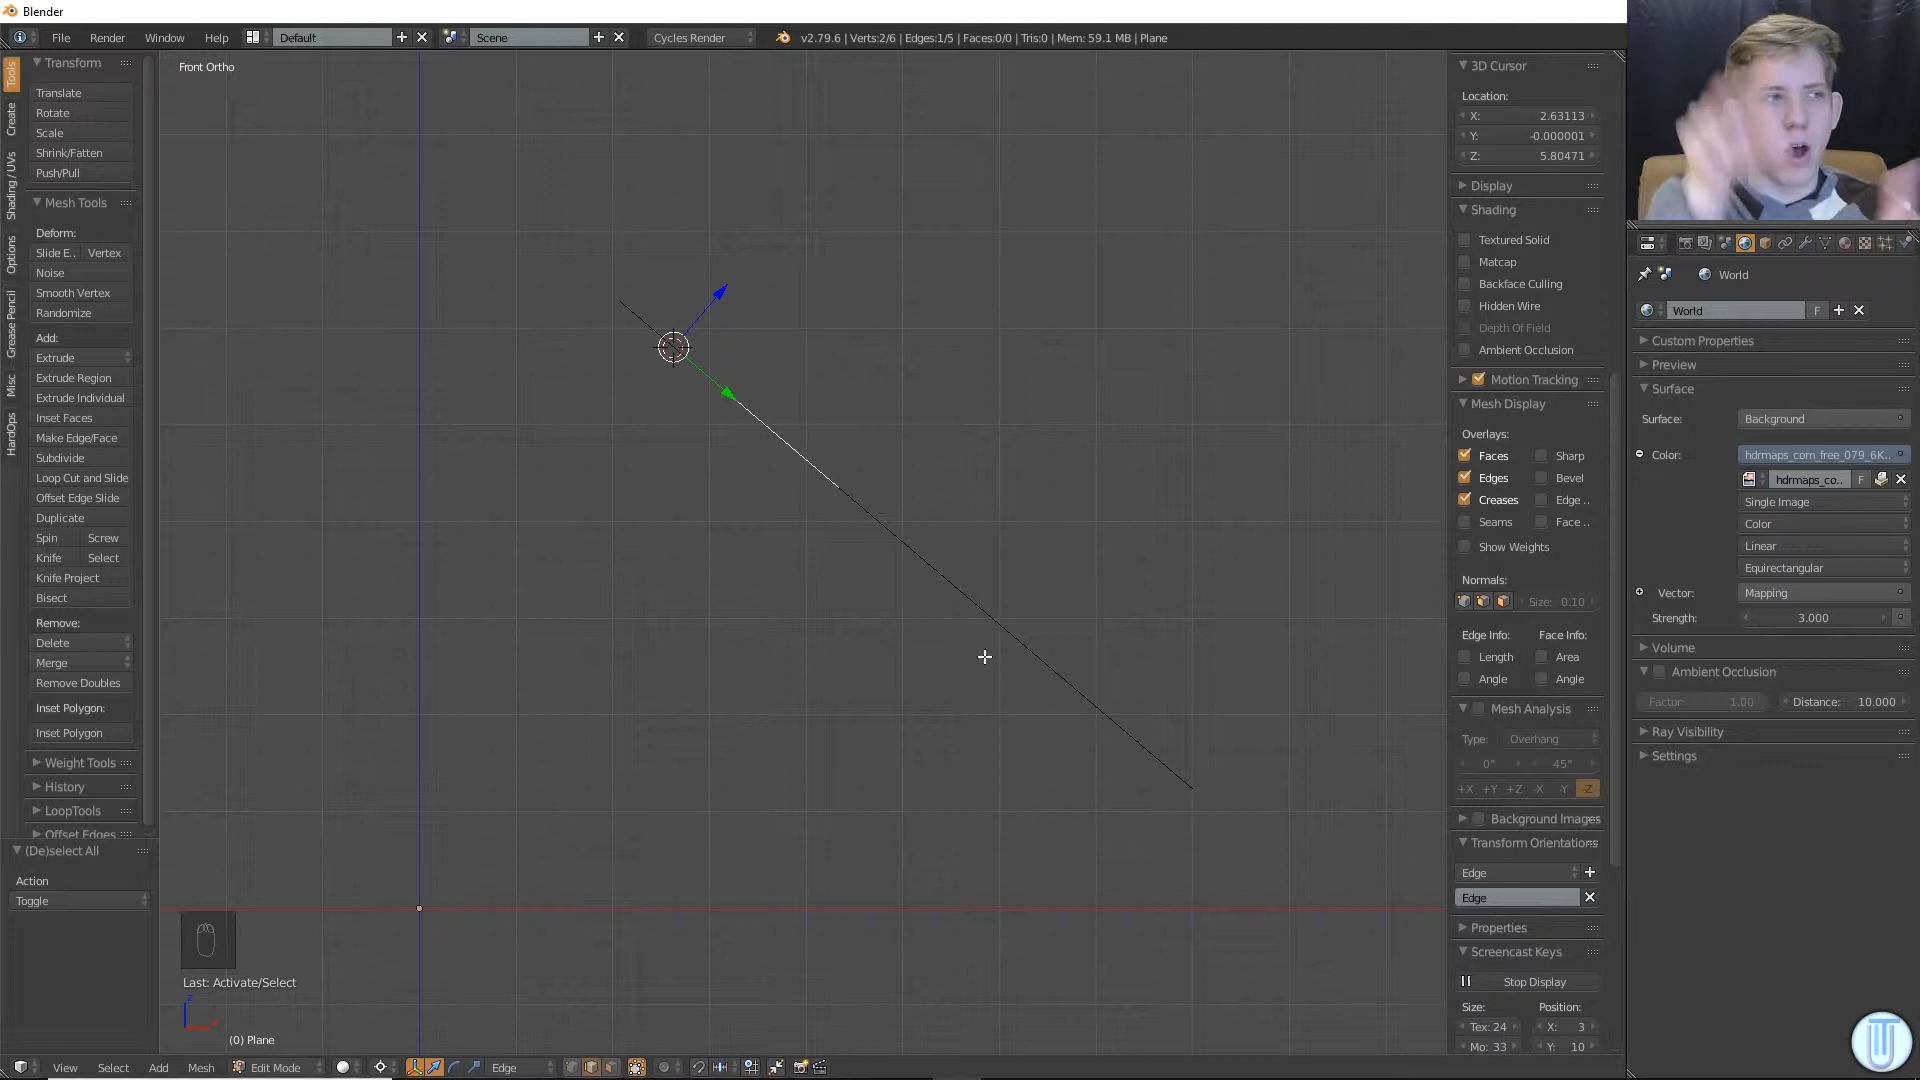 Blender
File Render Window Help Default Scene Cycles Render v2.79.6 | Verts:2/6 | Edges:1/5 | Faces:0/0 | Tris:0 | Mem: 59.1 MB | Plane
Tools
Create
Shading / UVs
Options
Grease Pencil
Misc
HardOps
Transform
Translate
Rotate
Scale
Shrink/Fatten
Push/Pull
Mesh Tools
Deform:
Slide E.. Vertex
Noise
Smooth Vertex
Randomize
Add:
Extrude
Extrude Region
Extrude Individual
Inset Faces
Make Edge/Face
Subdivide
Loop Cut and Slide
Offset Edge Slide
Duplicate
Spin Screw
Knife Select
Knife Project
Bisect
Remove:
Delete
Merge
Remove Doubles
Inset Polygon:
Inset Polygon
Weight Tools
History
LoopTools
Offset Edges
(De)select All
Action
Toggle
Front Ortho
Last: Activate/Select
z
x
(0) Plane
View Select Add Mesh Edit Mode Edge
3D Cursor
Location:
X: 2.63113
Y: -0.000001
Z: 5.80471
Display
Shading
Textured Solid
Matcap
Backface Culling
Hidden Wire
Depth Of Field
Ambient Occlusion
Motion Tracking
Mesh Display
Overlays:
Faces Sharp
Edges Bevel
Creases Edge ..
Seams Face ..
Show Weights
Normals:
Size: 0.10
Edge Info: Face Info:
Length Area
Angle Angle
Mesh Analysis
Type: Overhang
0° 45°
+X +Y +Z -X -Y -Z
Background Images
Transform Orientations
Edge
Edge
Properties
Screencast Keys
Stop Display
Size: Position:
Tex: 24 X: 3
Mo: 33 Y: 10
World
World F
Custom Properties
Preview
Surface
Surface: Background
Color: hdrmaps_com_free_079_6K..
hdrmaps_co.. F
Single Image
Color
Linear
Equirectangular
Vector: Mapping
Strength: 3.000
Volume
Ambient Occlusion
Factor: 1.00 Distance: 10.000
Ray Visibility
Settings